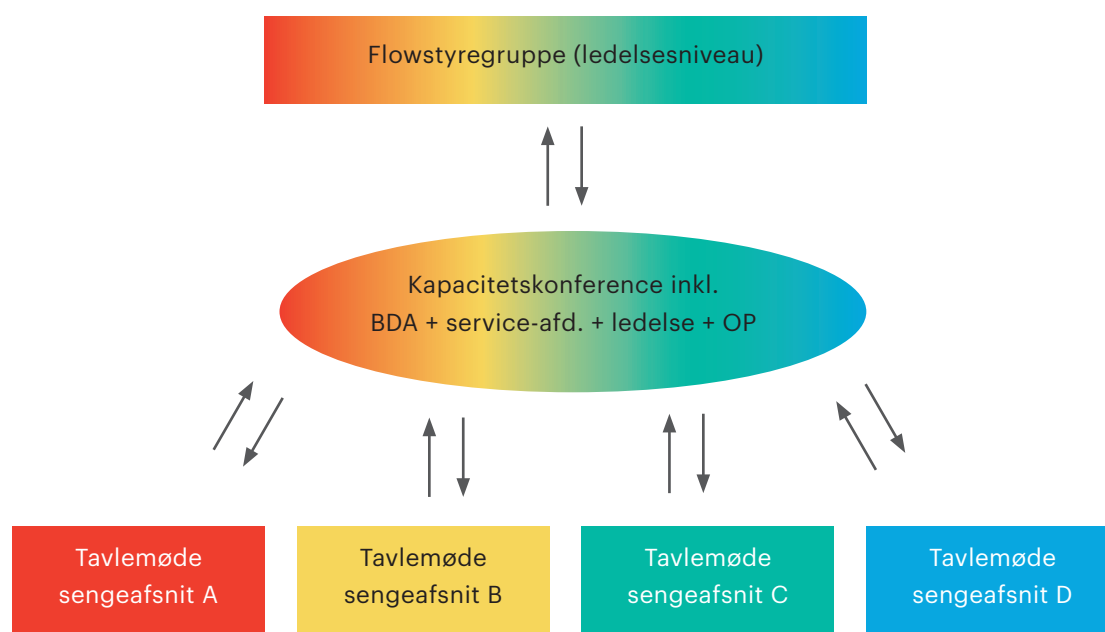 Flowstyregruppe (ledelsesniveau)
Kapacitetskonference inkl.
BDA + service-afd. + ledelse + OP
Tavlemøde
sengeafsnit A
Tavlemøde
sengeafsnit B
Tavlemøde
sengeafsnit C
Tavlemøde
sengeafsnit D